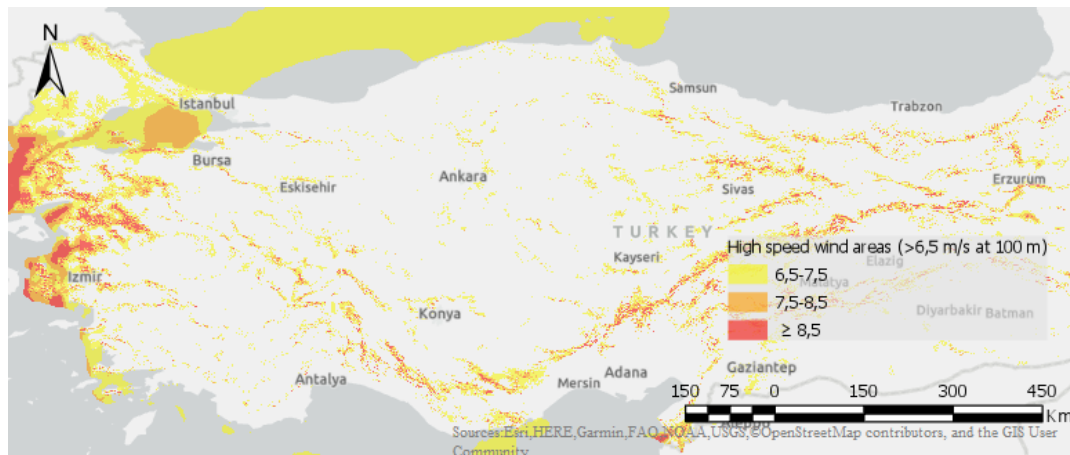 N
Istanbul
Samsun
Trabzon
Bursa
Eskisehir
Ankara
Sivas
Erzurum
TURKEY
Kayseri
High speed wind areas (>6,5 m/s at 100 m)
Elazig
6,5-7,5
Malatya
Izmir
7,5-8,5
Konya
Diyarbakir
Batman
≥ 8,5
Antalya
Mersin
Adana
Gaziantep
150 75 0 150 300 450
Km
Aleppo
Sources:Esri,HERE,Garmin,FAO,NOAA,USGS,©OpenStreetMap contributors, and the GIS User
Community